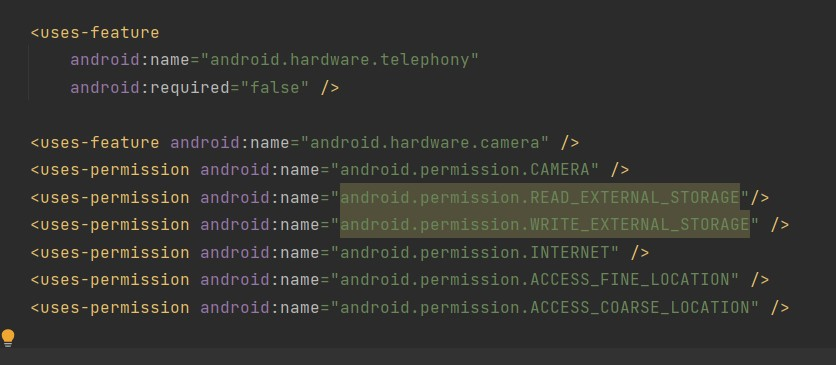 <uses-feature
android:name="android.hardware.telephony"
android:required="false" />
<uses-feature android:name="android.hardware.camera" />
<uses-permission android:name="android.permission.CAMERA" />
<uses-permission android:name="android.permission.READ_EXTERNAL_STORAGE"/>
<uses-permission android:name="android.permission.WRITE_EXTERNAL_STORAGE" />
<uses-permission android:name="android.permission.INTERNET" />
<uses-permission android:name="android.permission.ACCESS_FINE_LOCATION" />
<uses-permission android:name="android.permission.ACCESS_COARSE_LOCATION" />